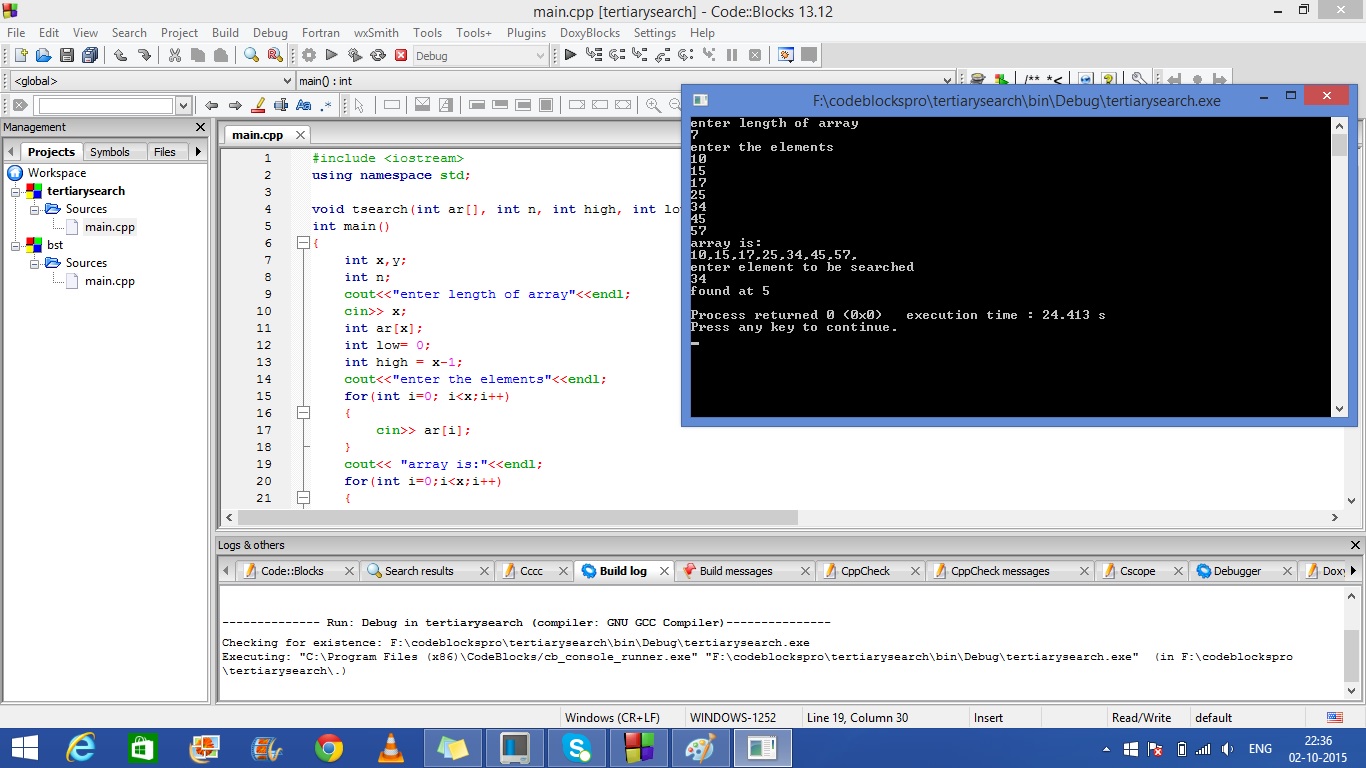 main.cpp [tertiarysearch] - Code::Blocks 13.12
File Edit View Search Project Build Debug Fortran wxSmith Tools Tools+ Plugins DoxyBlocks Settings Help
Debug
<global>
main() : int
/** *<
Management
Projects Symbols Files
Workspace
tertiarysearch
Sources
main.cpp
bst
Sources
main.cpp
main.cpp
1 #include <iostream>
2 using namespace std;
3
4 void tsearch(int ar[], int n, int high, int lo
5 int main()
6 {
7 int x,y;
8 int n;
9 cout<<"enter length of array"<<endl;
10 cin>> x;
11 int ar[x];
12 int low= 0;
13 int high = x-1;
14 cout<<"enter the elements"<<endl;
15 for(int i=0; i<x;i++)
16 {
17 cin>> ar[i];
18 }
19 cout<< "array is:"<<endl;
20 for(int i=0;i<x;i++)
21 {
F:\codeblockspro\tertiarysearch\bin\Debug\tertiarysearch.exe
enter length of array
7
enter the elements
10
15
17
25
34
45
57
array is:
10,15,17,25,34,45,57,
enter element to be searched
34
found at 5
Process returned 0 (0x0) execution time : 24.413 s
Press any key to continue.
Logs & others
Code::Blocks Search results Cccc Build log Build messages CppCheck CppCheck messages Cscope Debugger Doxy
-------------- Run: Debug in tertiarysearch (compiler: GNU GCC Compiler)---------------
Checking for existence: F:\codeblockspro\tertiarysearch\bin\Debug\tertiarysearch.exe
Executing: "C:\Program Files (x86)\CodeBlocks/cb_console_runner.exe" "F:\codeblockspro\tertiarysearch\bin\Debug\tertiarysearch.exe" (in F:\codeblockspro
\tertiarysearch\.)
Windows (CR+LF) WINDOWS-1252 Line 19, Column 30 Insert Read/Write default
ENG
22:36
02-10-2015